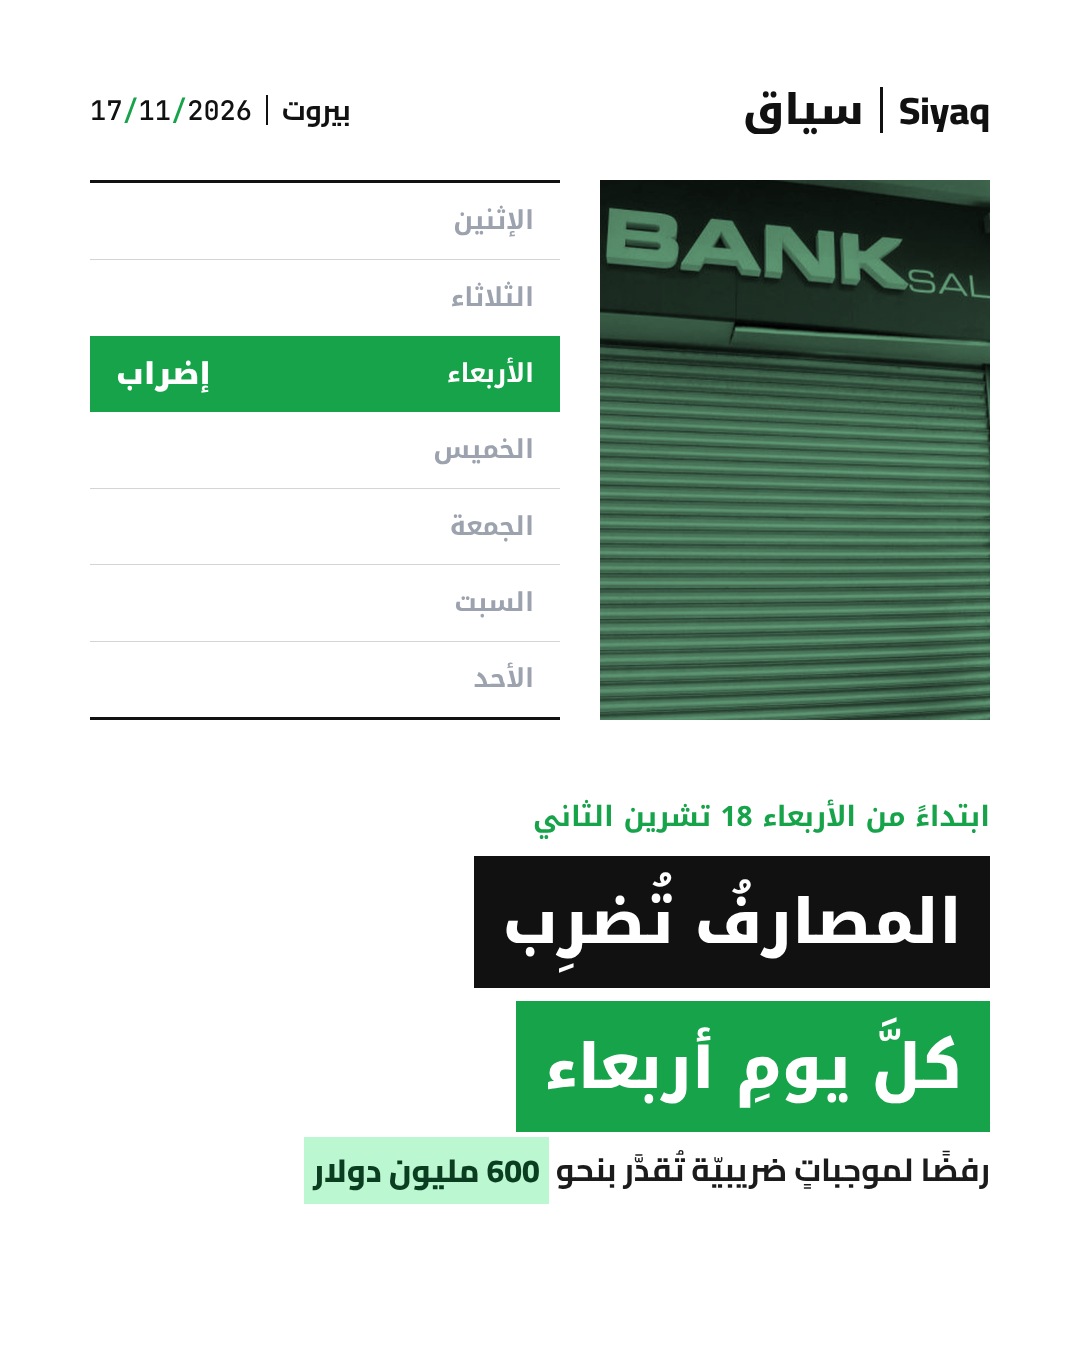 Siyaq | سياق
بيروت | 17/11/2026
BANK SAL
الإثنين
الثلاثاء
الأربعاء إضراب
الخميس
الجمعة
السبت
الأحد
ابتداءً من الأربعاء 18 تشرين الثاني
المصارفُ تُضرِب
كلَّ يومِ أربعاء
رفضًا لموجباتٍ ضريبيّة تُقدَّر بنحو 600 مليون دولار